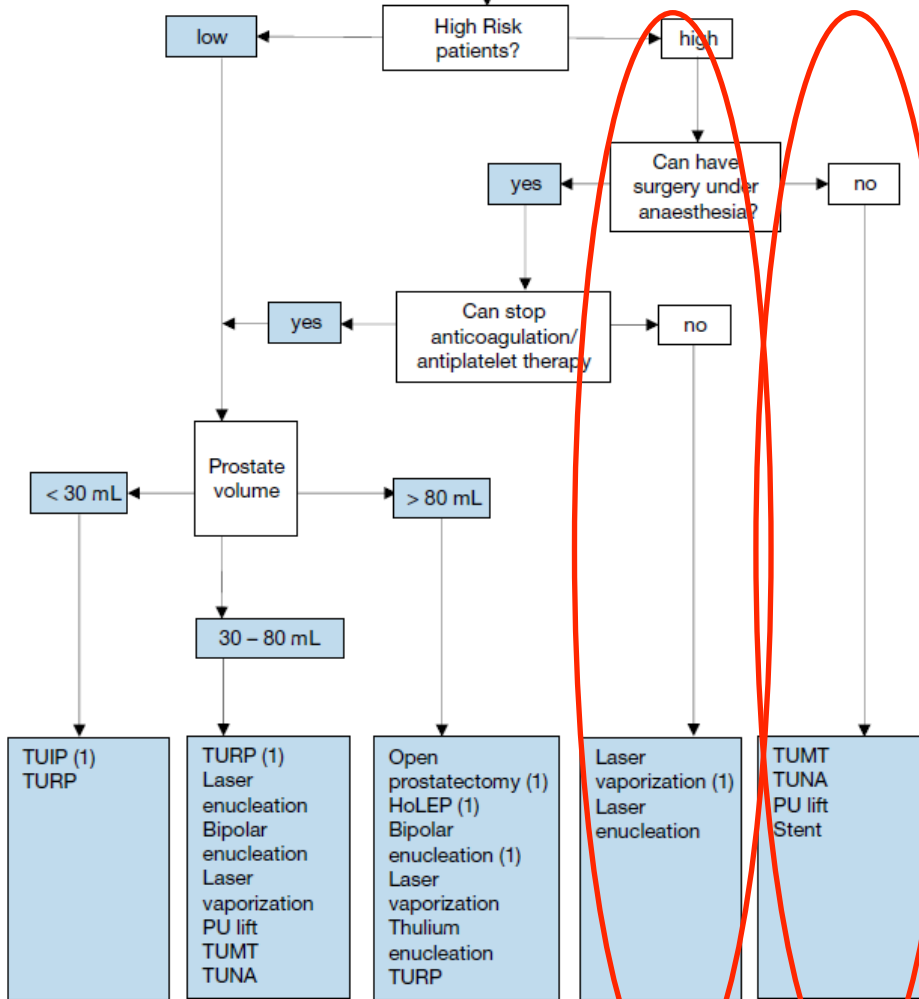 low
High Risk
patients?
high
Can have
surgery under
anaesthesia?
yes
no
Can stop
anticoagulation/
antiplatelet therapy
yes
no
Prostate
volume
< 30 mL
> 80 mL
30 – 80 mL
TUIP (1)
TURP
TURP (1)
Laser
enucleation
Bipolar
enucleation
Laser
vaporization
PU lift
TUMT
TUNA
Open
prostatectomy (1)
HoLEP (1)
Bipolar
enucleation (1)
Laser
vaporization
Thulium
enucleation
TURP
Laser
vaporization (1)
Laser
enucleation
TUMT
TUNA
PU lift
Stent